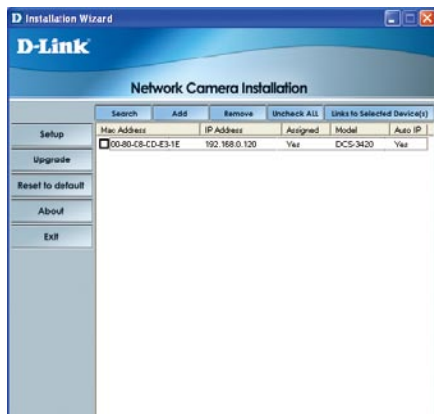 D Installation Wizard
D-Link
Network Camera Installation
Search Add Remove Uncheck ALL Links to Selected Device(s)
Mac Address IP Address Assigned Model Auto IP
00-80-C8-CD-E3-1E 192.168.0.120 Yes DCS-3420 Yes
Setup
Upgrade
Reset to default
About
Exit